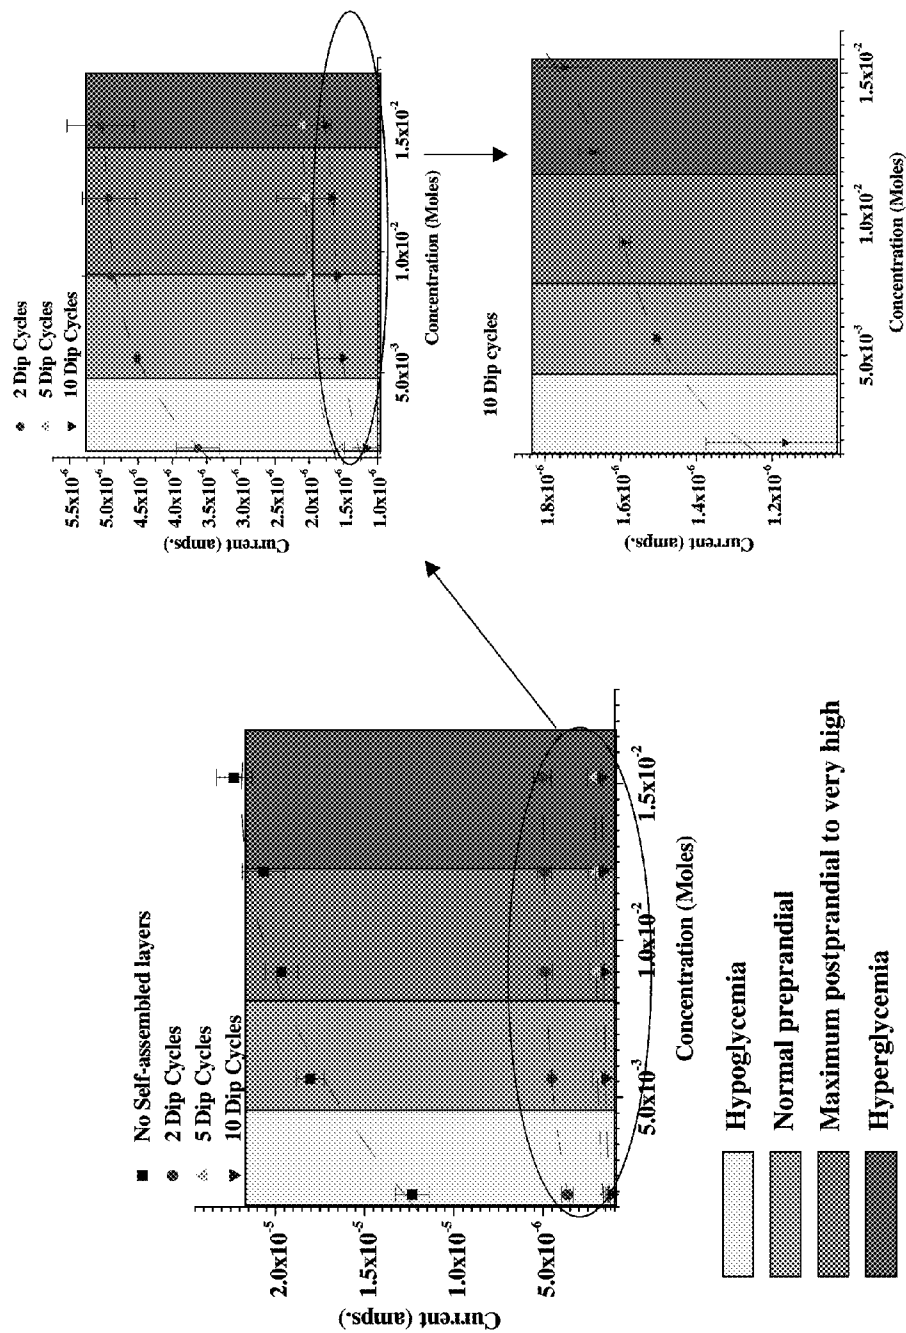 ■ No Self-assembled layers
● 2 Dip Cycles
▲ 5 Dip Cycles
▼ 10 Dip Cycles
2.0x10⁻⁵
1.5x10⁻⁵
1.0x10⁻⁵
5.0x10⁻⁶
Current (amps.)
5.0x10⁻³
1.0x10⁻²
1.5x10⁻²
Concentration (Moles)
Hypoglycemia
Normal preprandial
Maximum postprandial to very high
Hyperglycemia
● 2 Dip Cycles
▲ 5 Dip Cycles
▼ 10 Dip Cycles
5.5x10⁻⁶
5.0x10⁻⁶
4.5x10⁻⁶
4.0x10⁻⁶
3.5x10⁻⁶
3.0x10⁻⁶
2.5x10⁻⁶
2.0x10⁻⁶
1.5x10⁻⁶
1.0x10⁻⁶
Current (amps.)
5.0x10⁻³
1.0x10⁻²
1.5x10⁻²
Concentration (Moles)
10 Dip cycles
1.8x10⁻⁶
1.6x10⁻⁶
1.4x10⁻⁶
1.2x10⁻⁶
Current (amps.)
5.0x10⁻³
1.0x10⁻²
1.5x10⁻²
Concentration (Moles)